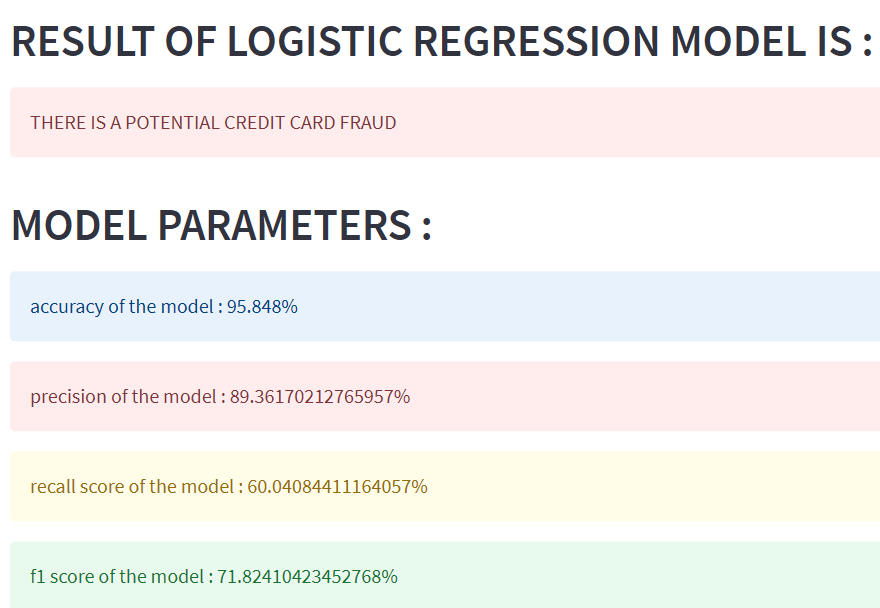 RESULT OF LOGISTIC REGRESSION MODEL IS :
THERE IS A POTENTIAL CREDIT CARD FRAUD
MODEL PARAMETERS :
accuracy of the model : 95.848%
precision of the model : 89.36170212765957%
recall score of the model : 60.04084411164057%
f1 score of the model : 71.82410423452768%